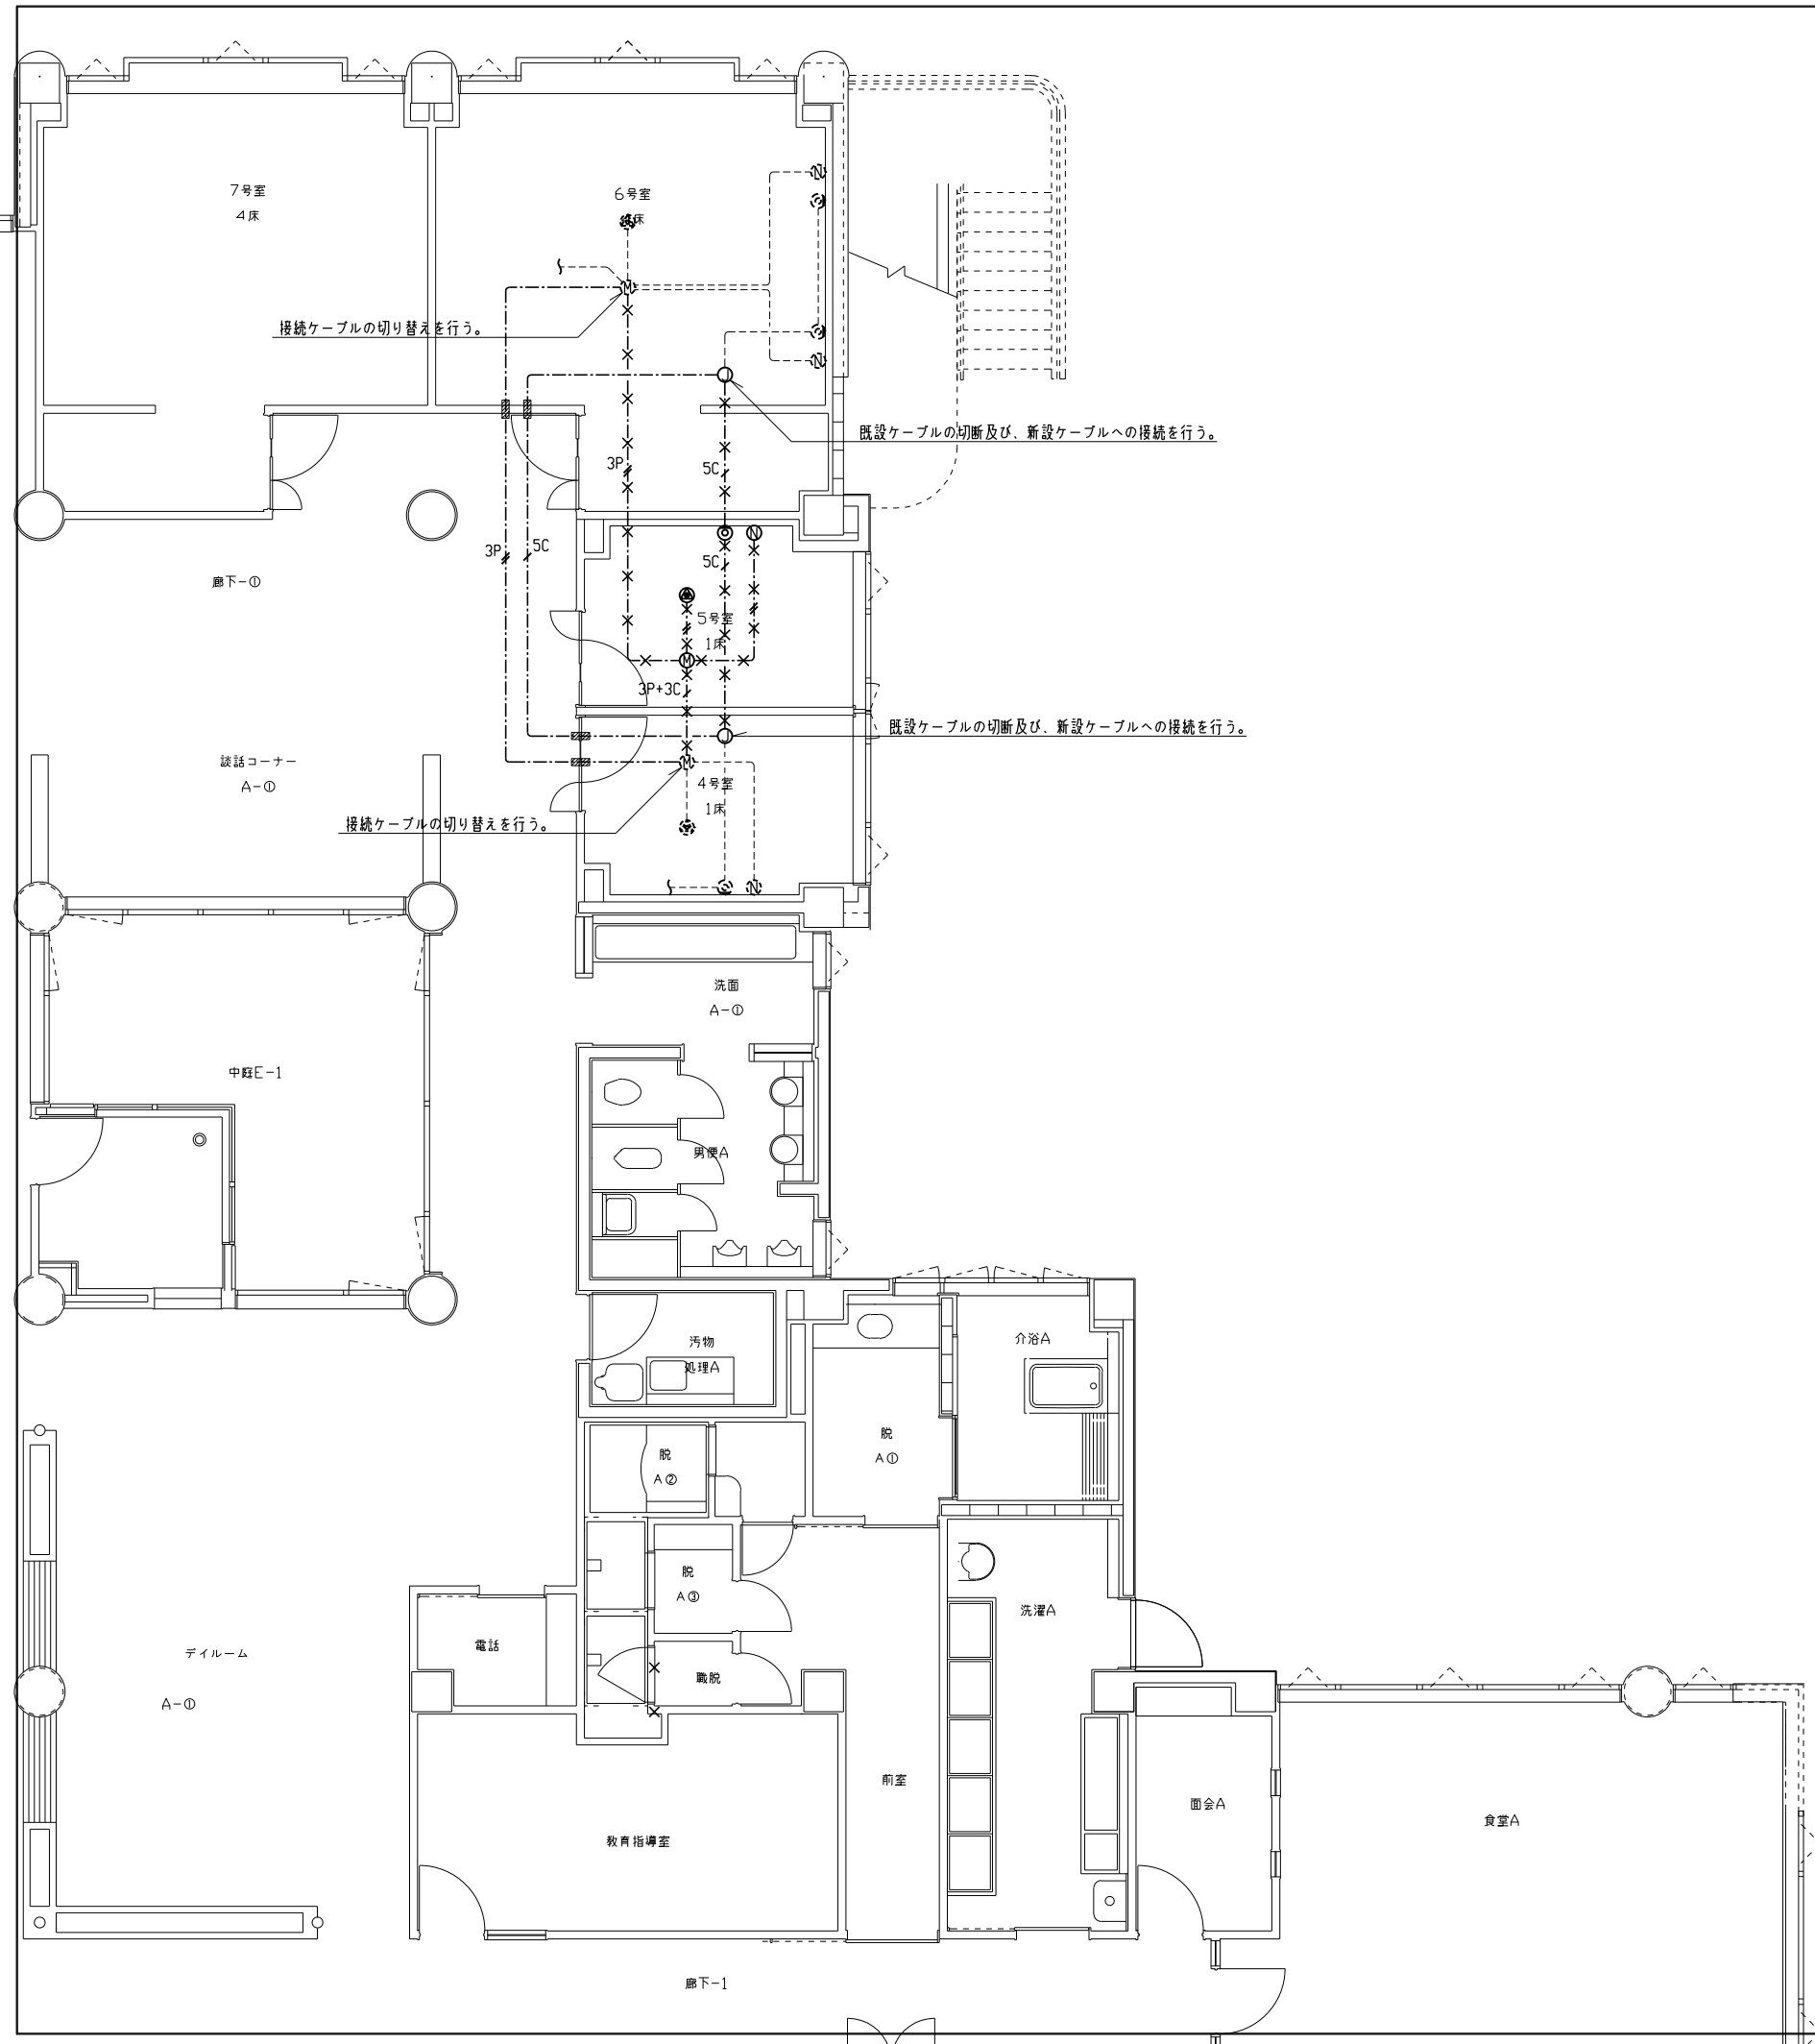 7号室
4床
6号室
床
N
M
接続ケーブルの切り替えを行う。
N
J
既設ケーブルの切断及び、新設ケーブルへの接続を行う。
3P
5C
N
3P
5C
5C
廊下-①
5号室
1床
M
3P+3C
既設ケーブルの切断及び、新設ケーブルへの接続を行う。
J
談話コーナー
A-①
M
4号室
1床
接続ケーブルの切り替えを行う。
N
洗面
A-①
中庭E-1
男便A
汚物
処理A
介浴A
脱
A①
脱
A②
脱
A③
洗濯A
電話
デイルーム
A-①
職脱
前室
面会A
食堂A
教育指導室
廊下-1